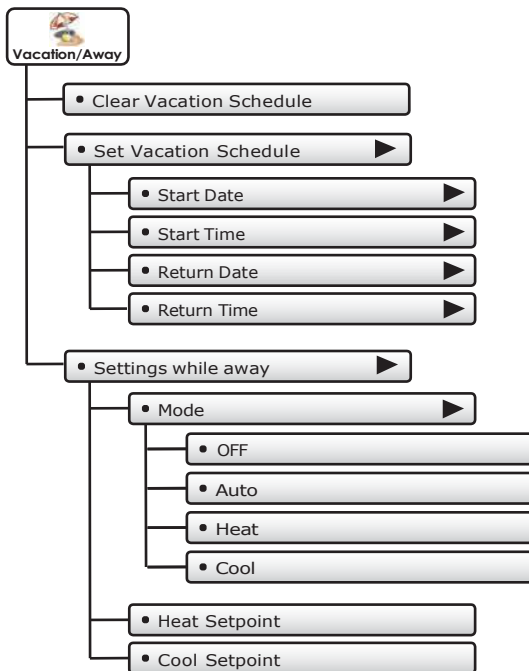 Vacation/Away
• Clear Vacation Schedule
• Set Vacation Schedule
• Start Date
• Start Time
• Return Date
• Return Time
• Settings while away
• Mode
• OFF
• Auto
• Heat
• Cool
• Heat Setpoint
• Cool Setpoint